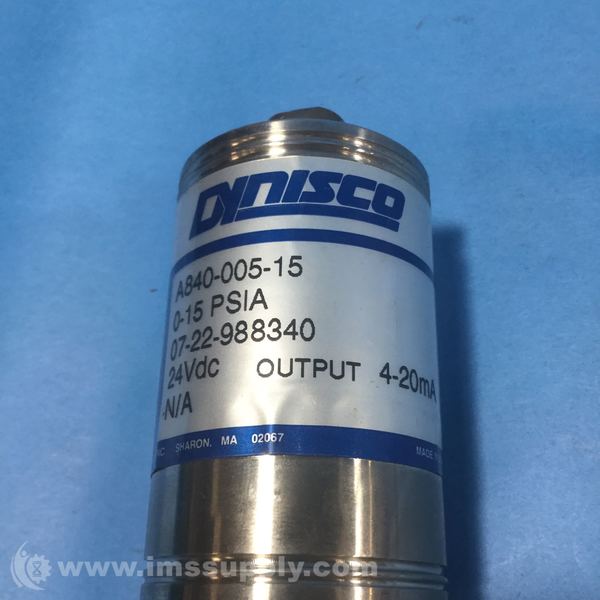 DYNISCO
A840-005-15
0-15 PSIA
07-22-988340
24Vdc OUTPUT 4-20mA
N/A
SHARON, MA 02067 MADE
www.imssupply.com